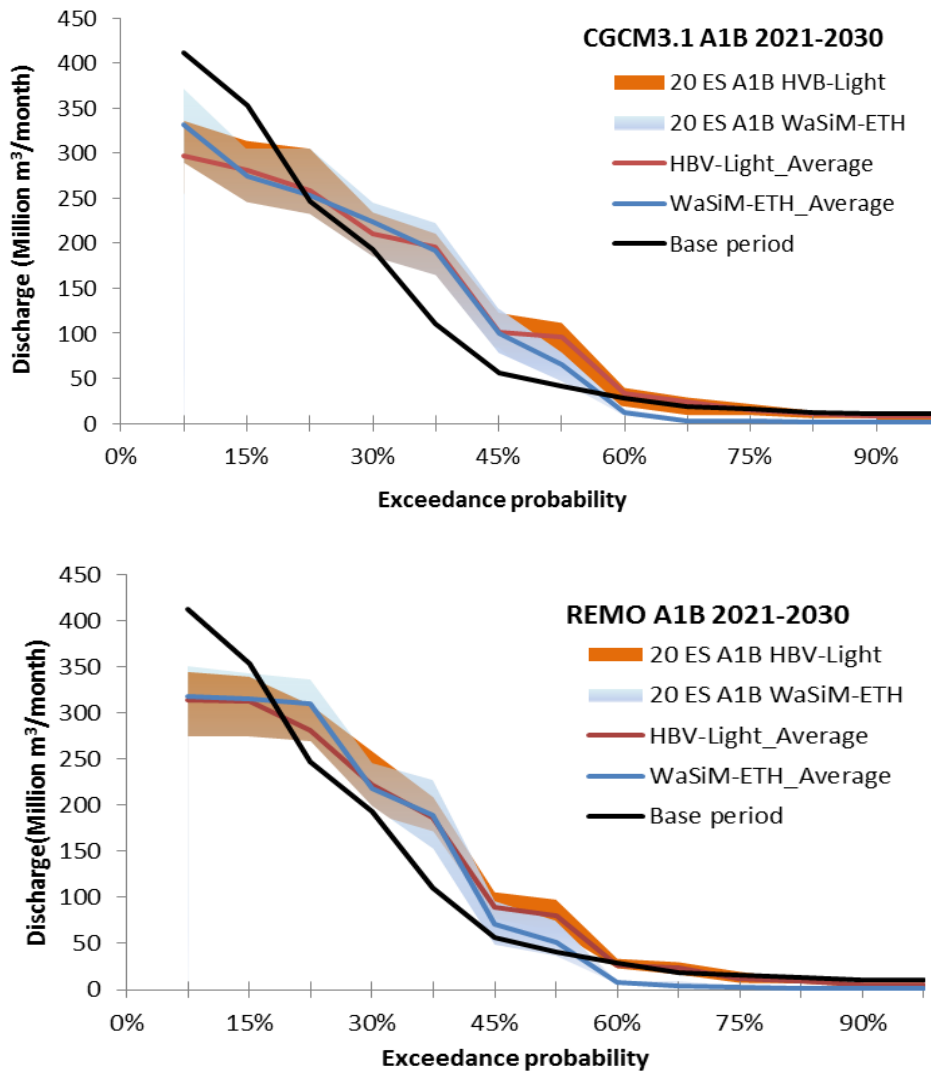 CGCM3.1 A1B 2021-2030
20 ES A1B HVB-Light
20 ES A1B WaSiM-ETH
HBV-Light_Average
WaSiM-ETH_Average
Base period
Discharge (Million m³/month)
450
400
350
300
250
200
150
100
50
0
0% 15% 30% 45% 60% 75% 90%
Exceedance probability
REMO A1B 2021-2030
20 ES A1B HBV-Light
20 ES A1B WaSiM-ETH
HBV-Light_Average
WaSiM-ETH_Average
Base period
Discharge(Million m³/month)
450
400
350
300
250
200
150
100
50
0
0% 15% 30% 45% 60% 75% 90%
Exceedance probability